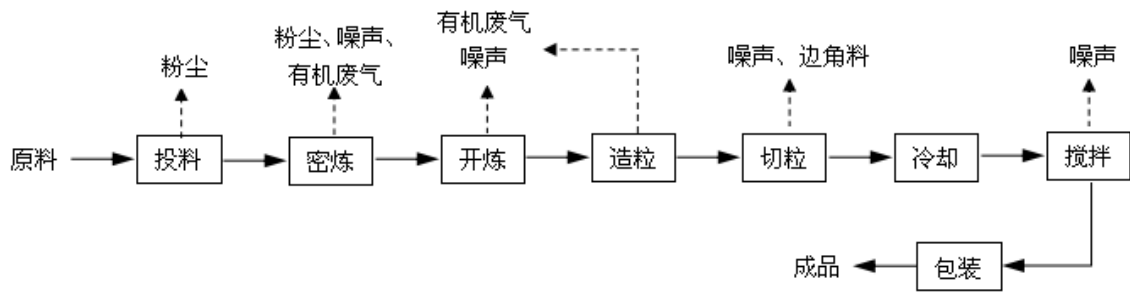 粉尘
粉尘、噪声、
有机废气
有机废气
噪声
噪声、边角料
噪声
原料
投料
密炼
开炼
造粒
切粒
冷却
搅拌
成品
包装